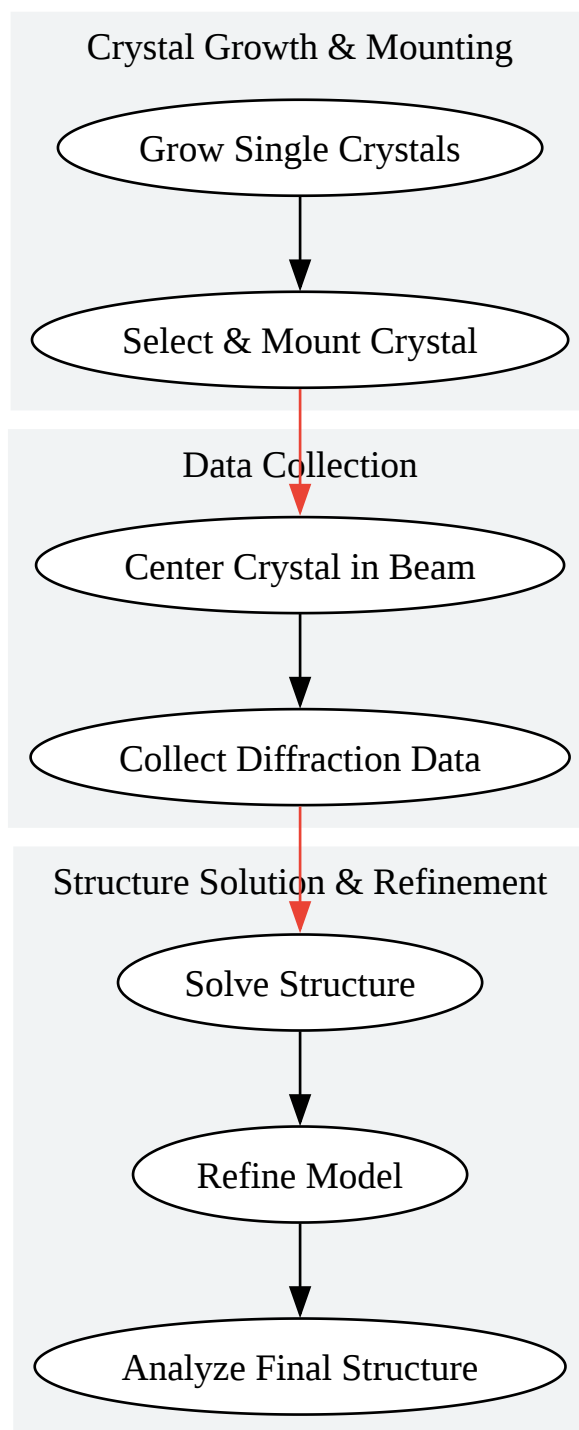 Crystal Growth & Mounting
Grow Single Crystals
Select & Mount Crystal
Data Collection
Center Crystal in Beam
Collect Diffraction Data
Structure Solution & Refinement
Solve Structure
Refine Model
Analyze Final Structure